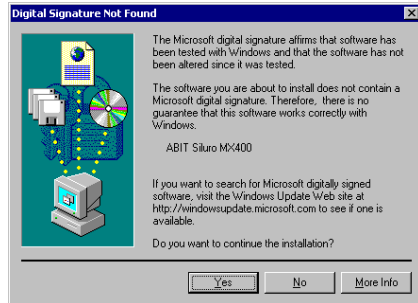 Digital Signature Not Found
The Microsoft digital signature affirms that software has
been tested with Windows and that the software has not
been altered since it was tested.
The software you are about to install does not contain a
Microsoft digital signature. Therefore, there is no
guarantee that this software works correctly with
Windows.
ABIT Siluro MX400
If you want to search for Microsoft digitally signed
software, visit the Windows Update Web site at
http://windowsupdate.microsoft.com to see if one is
available.
Do you want to continue the installation?
Yes No More Info